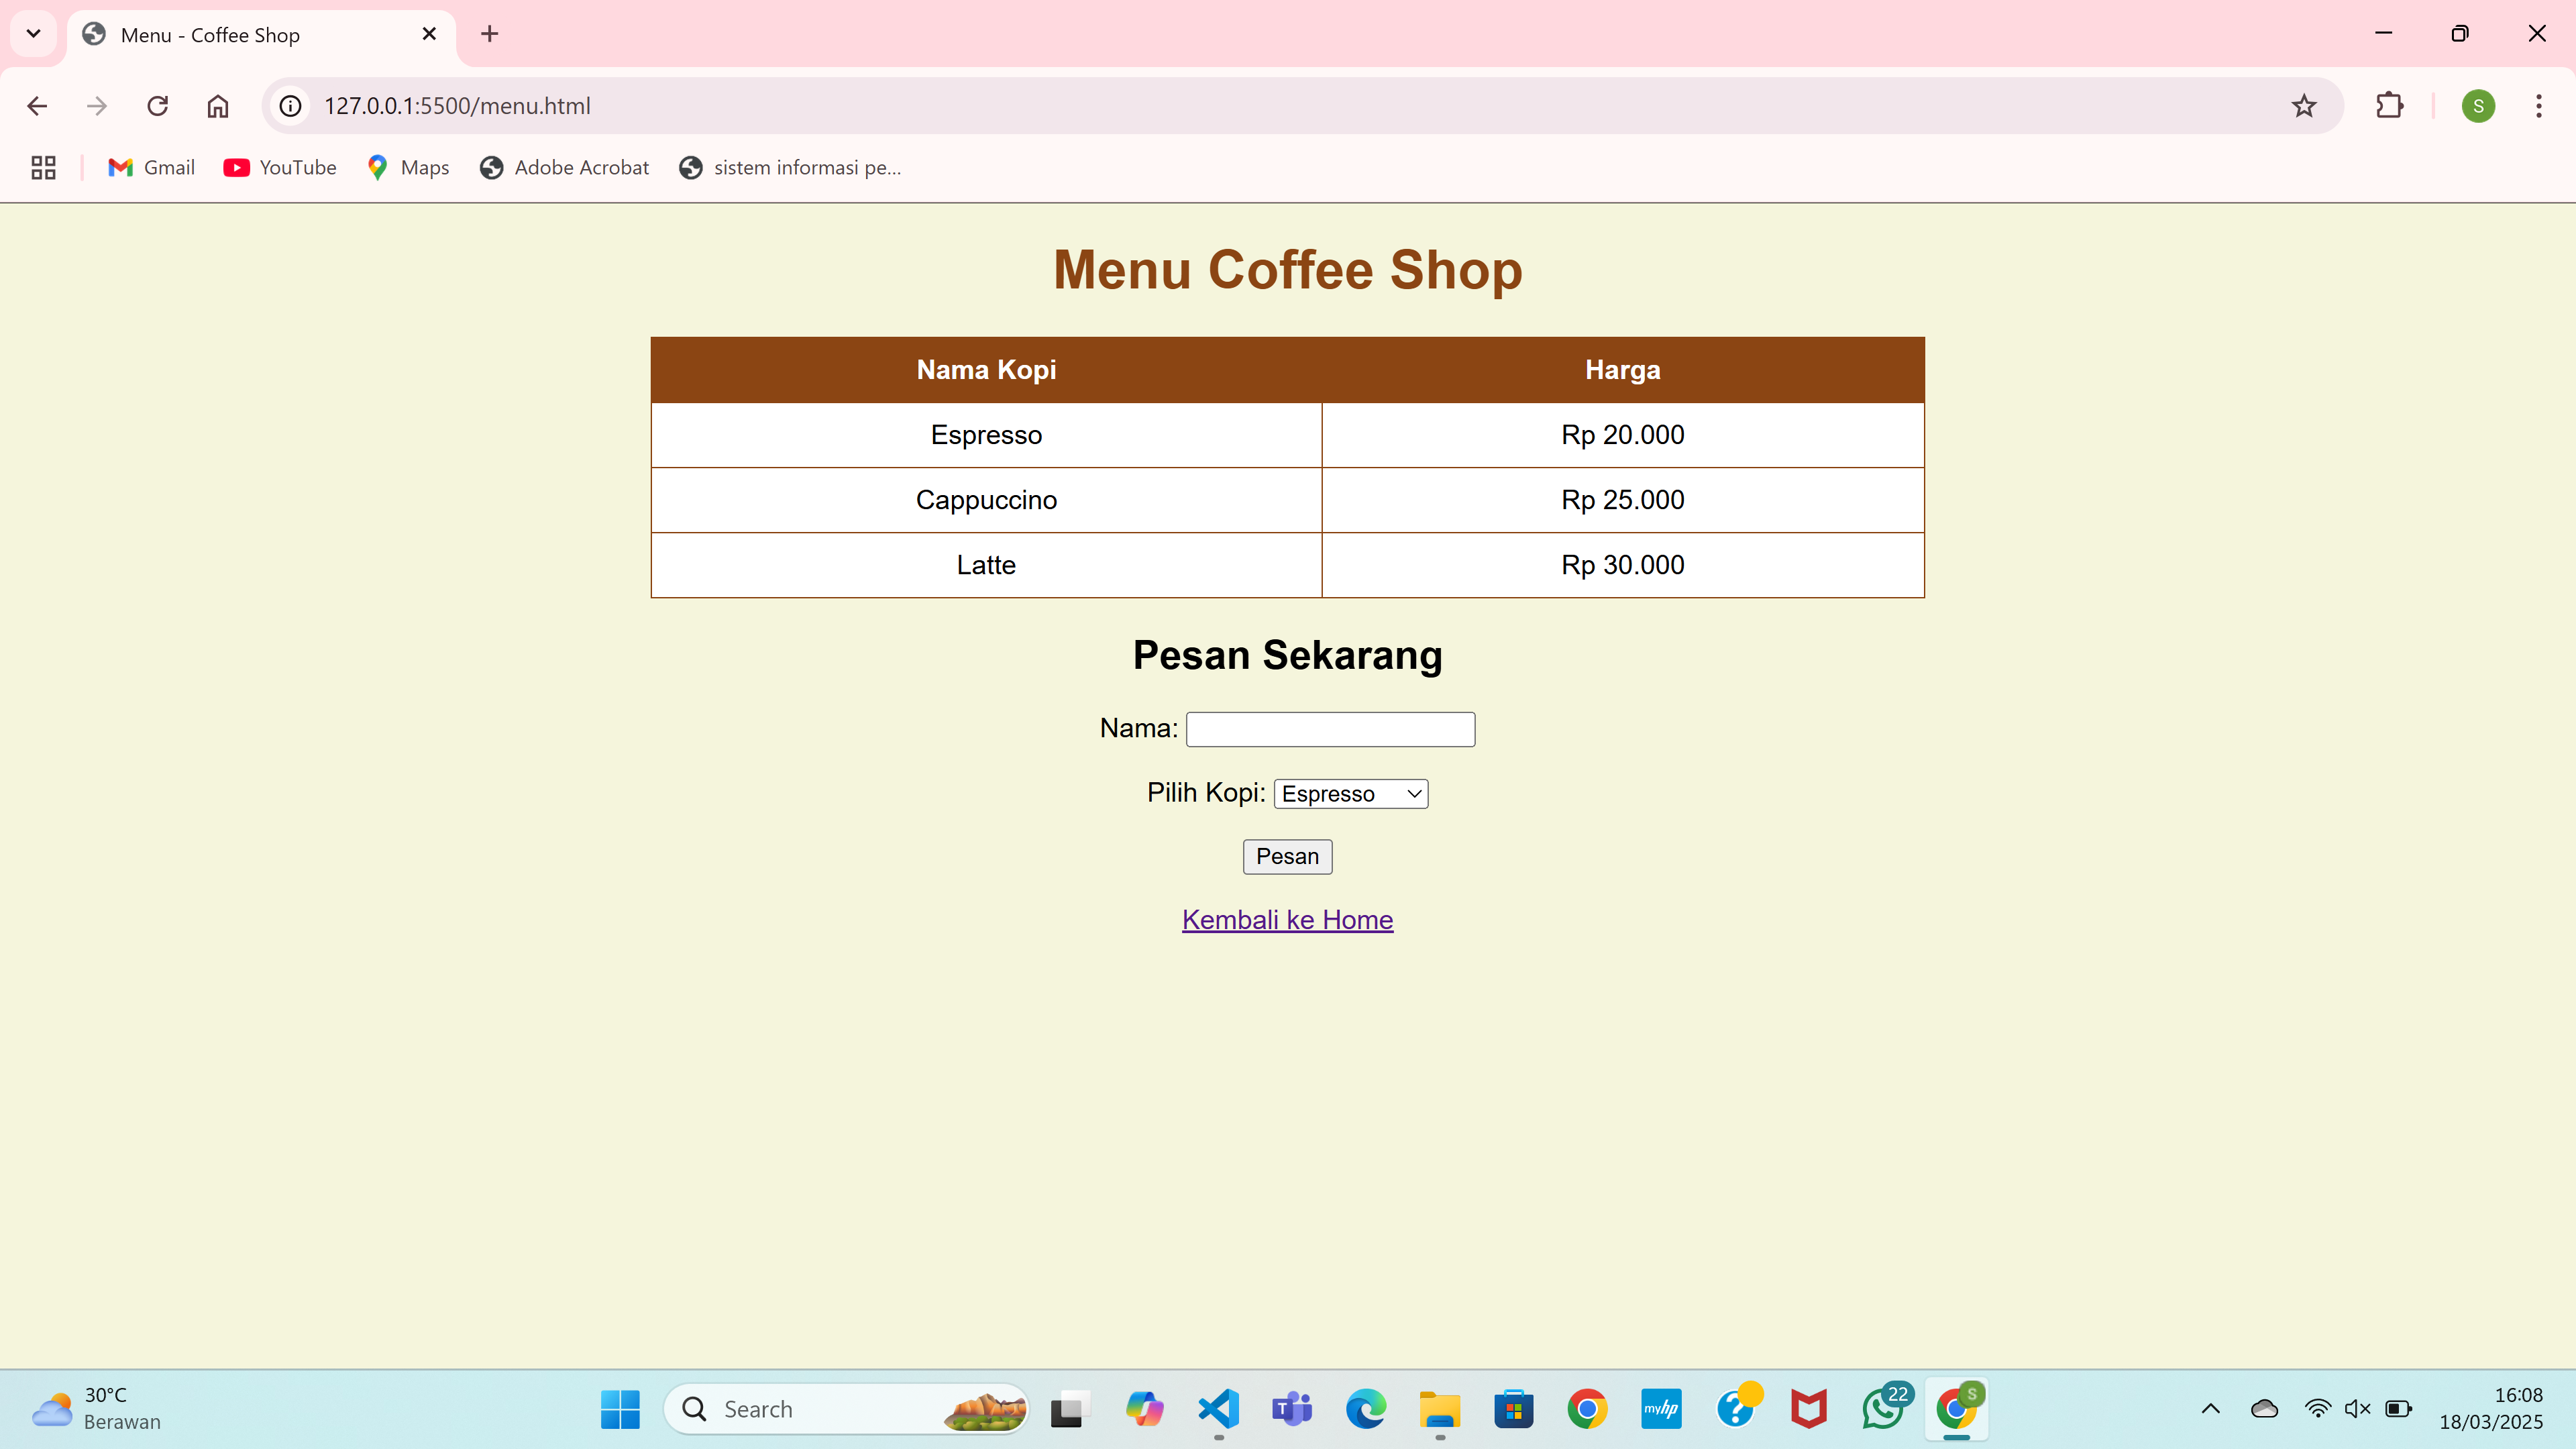 Menu - Coffee Shop
127.0.0.1:5500/menu.html
S
Gmail
YouTube
Maps
Adobe Acrobat
sistem informasi pe...
Menu Coffee Shop
Nama Kopi Harga
Espresso Rp 20.000
Cappuccino Rp 25.000
Latte Rp 30.000
Pesan Sekarang
Nama:
Pilih Kopi: Espresso
Pesan
Kembali ke Home
30°C
Berawan
Search
T
myhp
?
22
S
16:08
18/03/2025